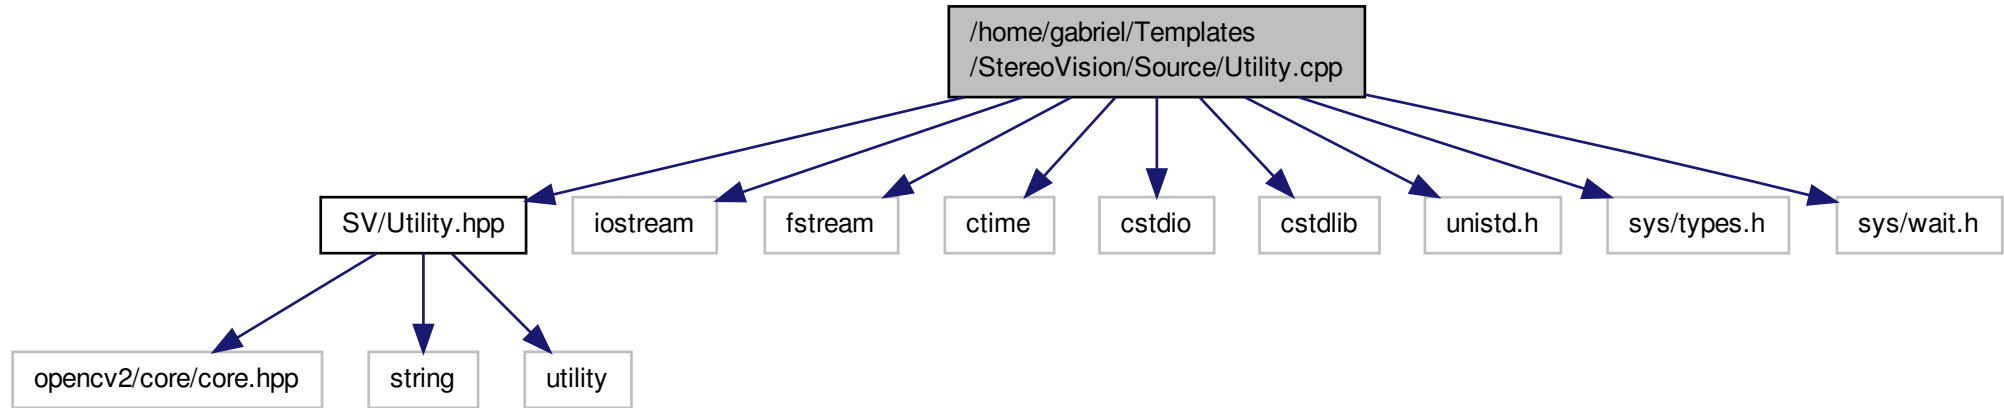 /home/gabriel/Templates
/StereoVision/Source/Utility.cpp
SV/Utility.hpp
iostream
fstream
ctime
cstdio
cstdlib
unistd.h
sys/types.h
sys/wait.h
opencv2/core/core.hpp
string
utility